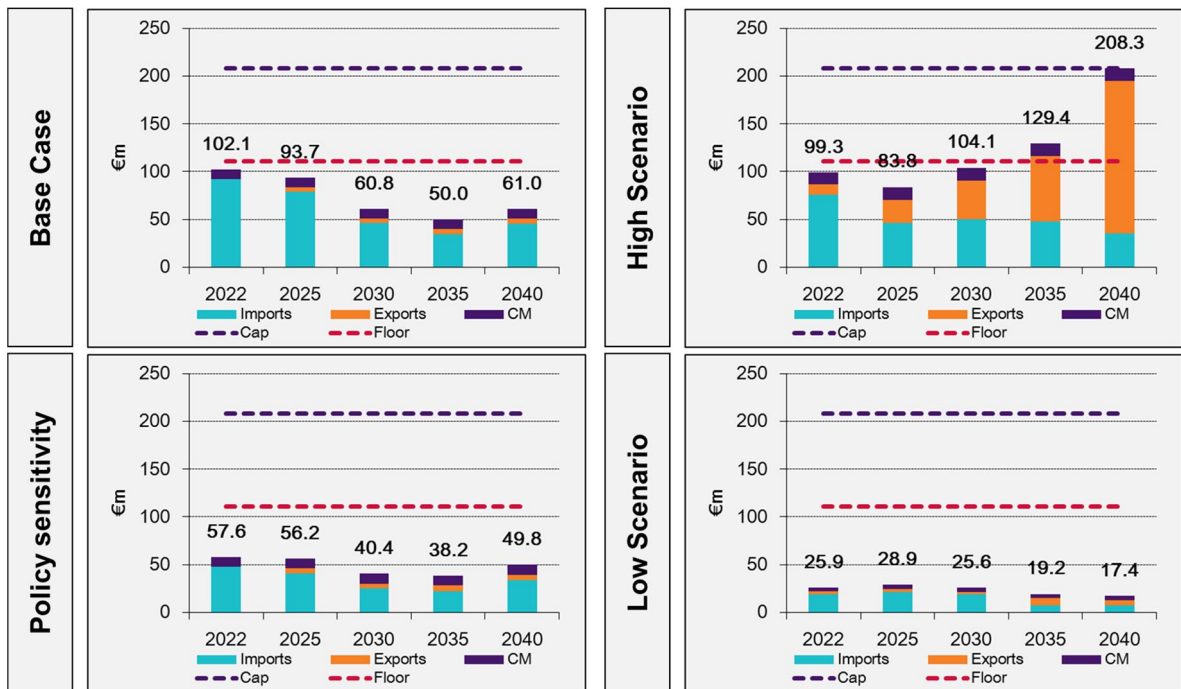 Base Case
€m
250
200
150
100
50
0
102.1
93.7
60.8
50.0
61.0
2022 2025 2030 2035 2040
Imports Exports CM
Cap Floor
High Scenario
€m
250
200
150
100
50
0
99.3
83.8
104.1
129.4
208.3
2022 2025 2030 2035 2040
Imports Exports CM
Cap Floor
Policy sensitivity
€m
250
200
150
100
50
0
57.6
56.2
40.4
38.2
49.8
2022 2025 2030 2035 2040
Imports Exports CM
Cap Floor
Low Scenario
€m
250
200
150
100
50
0
25.9
28.9
25.6
19.2
17.4
2022 2025 2030 2035 2040
Imports Exports CM
Cap Floor